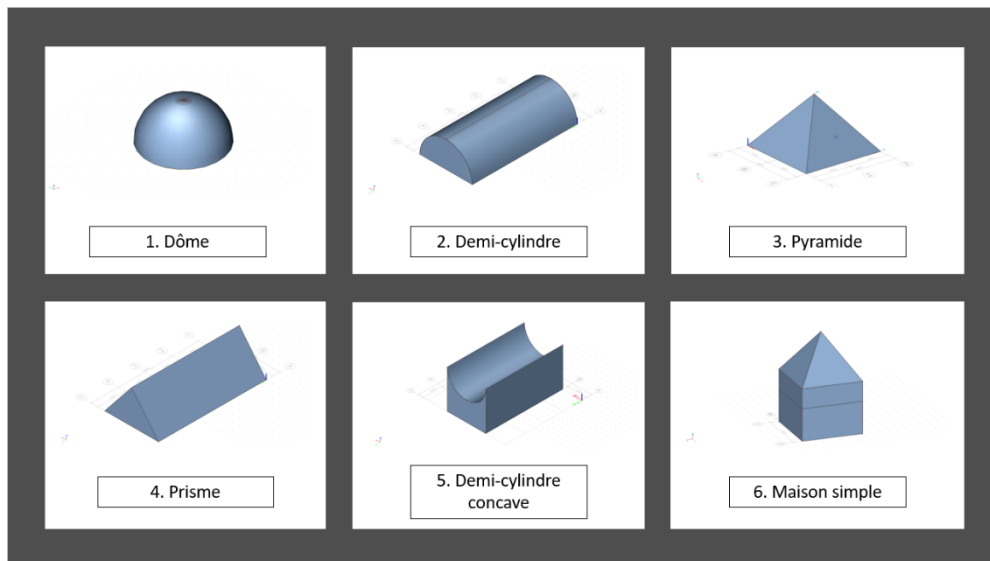 1. Dôme
2. Demi-cylindre
3. Pyramide
4. Prisme
5. Demi-cylindre
concave
6. Maison simple